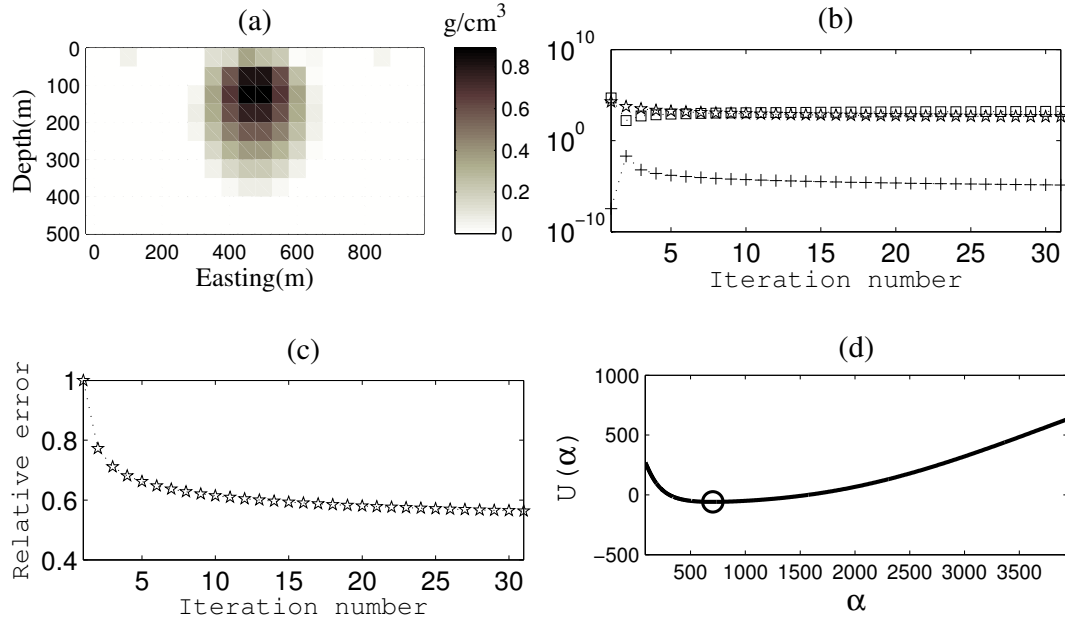 (a)
g/cm³
Depth(m)
0
100
200
300
400
500
0 200 400 600 800
Easting(m)
0.8
0.6
0.4
0.2
0
(b)
10¹⁰
10⁰
10⁻¹⁰
5 10 15 20 25 30
Iteration number
(c)
Relative error
1
0.8
0.6
0.4
5 10 15 20 25 30
Iteration number
(d)
U(α)
1000
500
0
−500
500 1000 1500 2000 2500 3000 3500
α